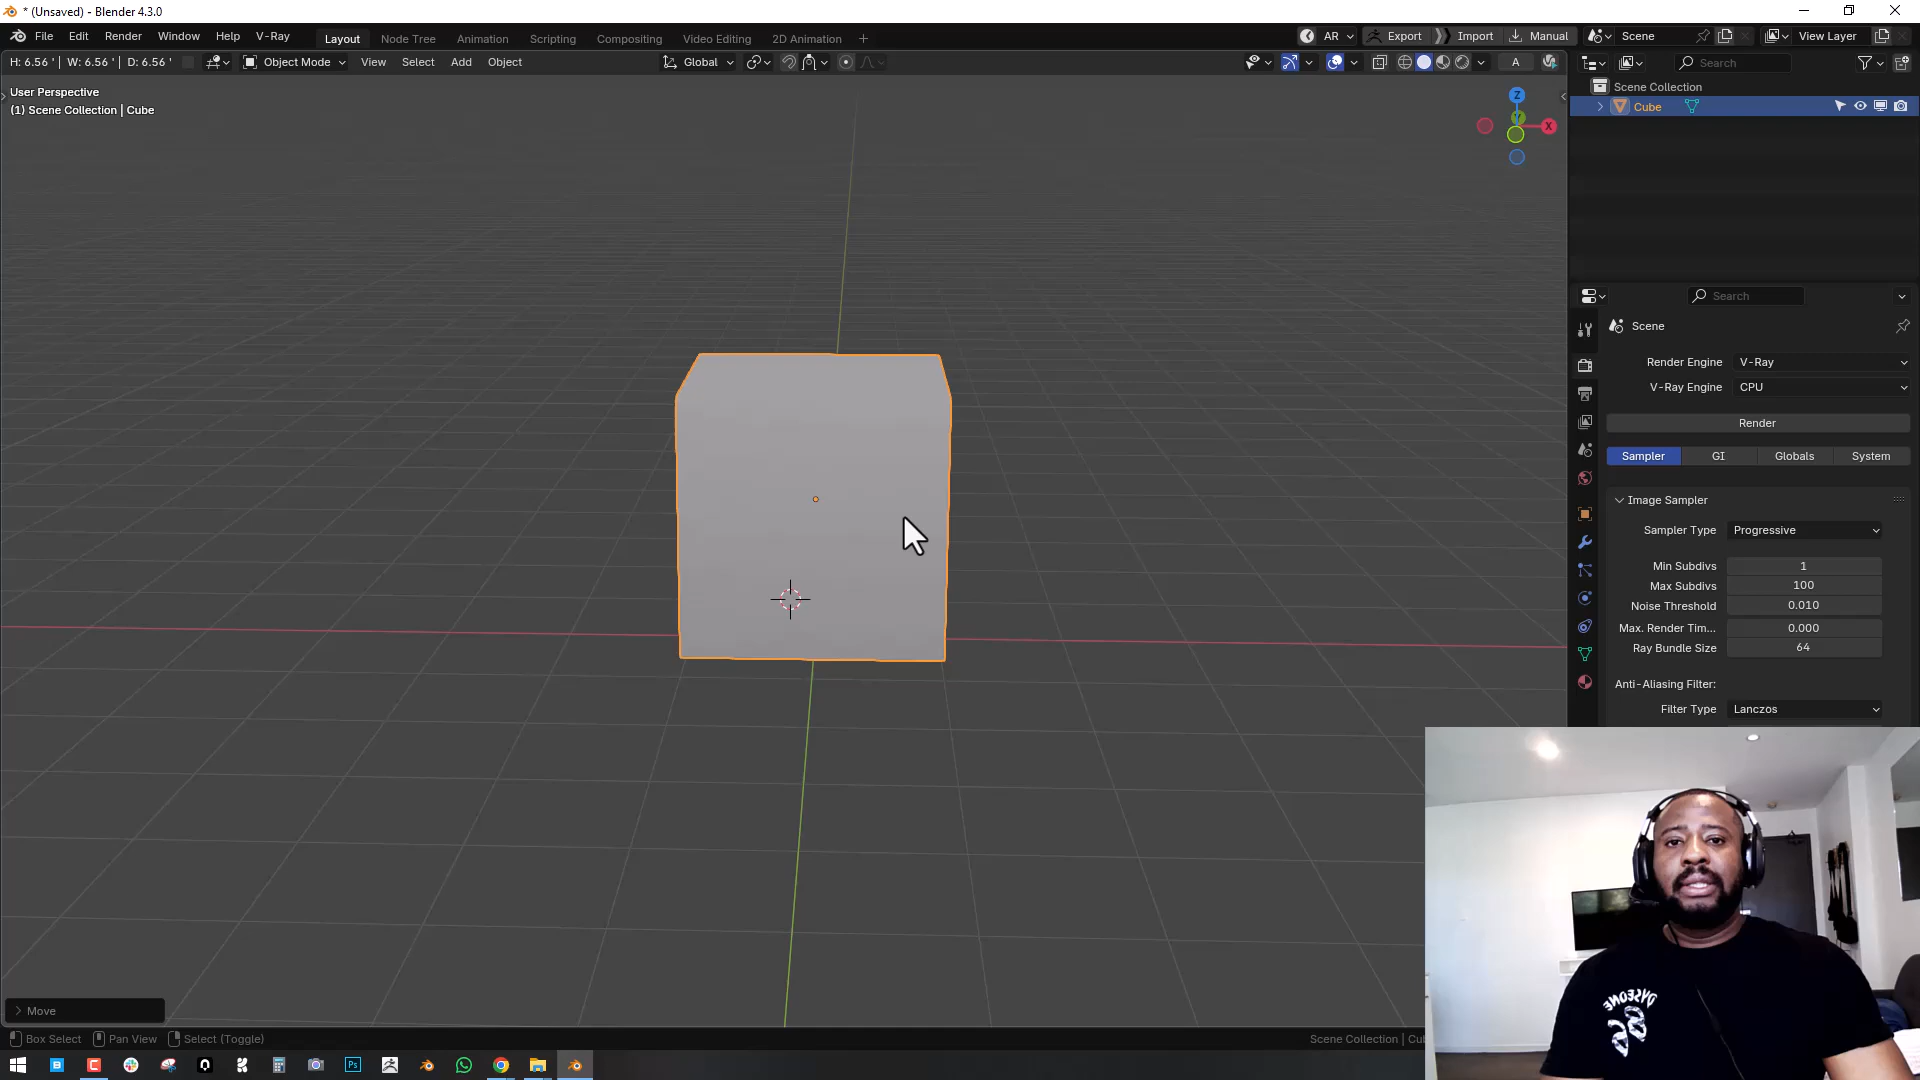 * (Unsaved) - Blender 4.3.0
File Edit Render Window Help V-Ray
Layout Node Tree Animation Scripting Compositing Video Editing 2D Animation
AR Export Import Manual
Scene
View Layer
H: 6.56 ' | W: 6.56 ' | D: 6.56 '
Object Mode View Select Add Object
Global
A
Search
User Perspective
(1) Scene Collection | Cube
Z
X
Scene Collection
Cube
Search
Scene
Render Engine V-Ray
V-Ray Engine CPU
Render
Sampler GI Globals System
Image Sampler
Sampler Type Progressive
Min Subdivs 1
Max Subdivs 100
Noise Threshold 0.010
Max. Render Tim... 0.000
Ray Bundle Size 64
Anti-Aliasing Filter:
Filter Type Lanczos
Move
Box Select Pan View Select (Toggle)
Scene Collection | Cu